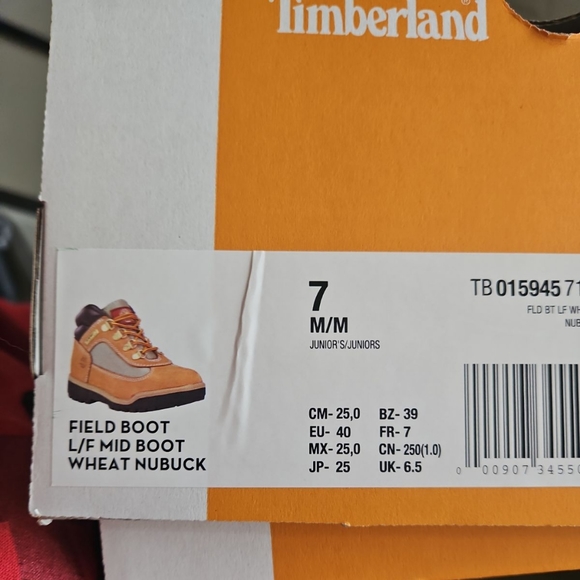 Timberland
7
M/M
JUNIOR'S/JUNIORS
TB 015945 71
FLD BT LF WH
NUB
CM- 25,0 BZ- 39
EU- 40 FR- 7
MX- 25,0 CN- 250(1.0)
JP- 25 UK- 6.5
0 00907 34550
FIELD BOOT
L/F MID BOOT
WHEAT NUBUCK